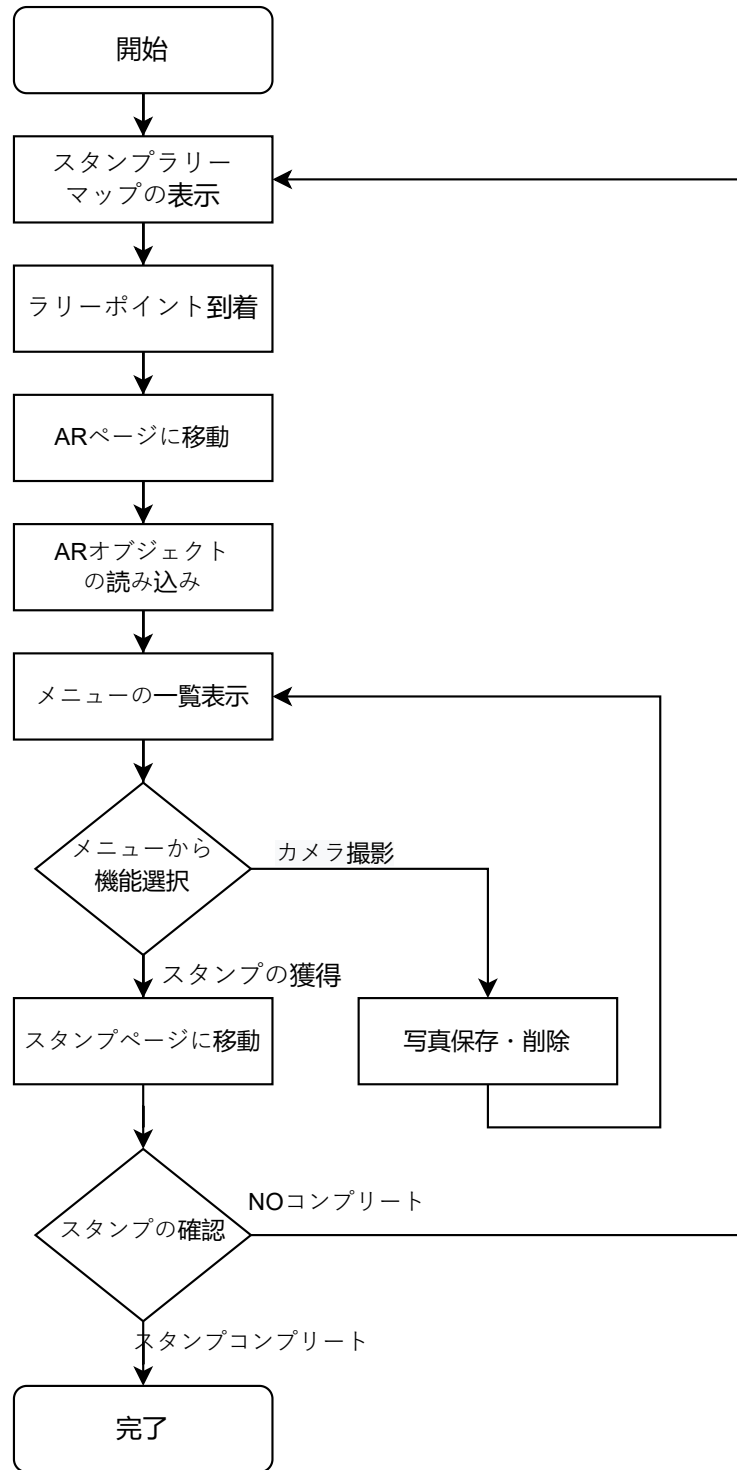 開始
スタンプラリー
マップの表示
ラリーポイント到着
ARページに移動
ARオブジェクト
の読み込み
メニューの一覧表示
メニューから
機能選択
カメラ撮影
スタンプの獲得
スタンプページに移動
写真保存・削除
NOコンプリート
スタンプの確認
スタンプコンプリート
完了